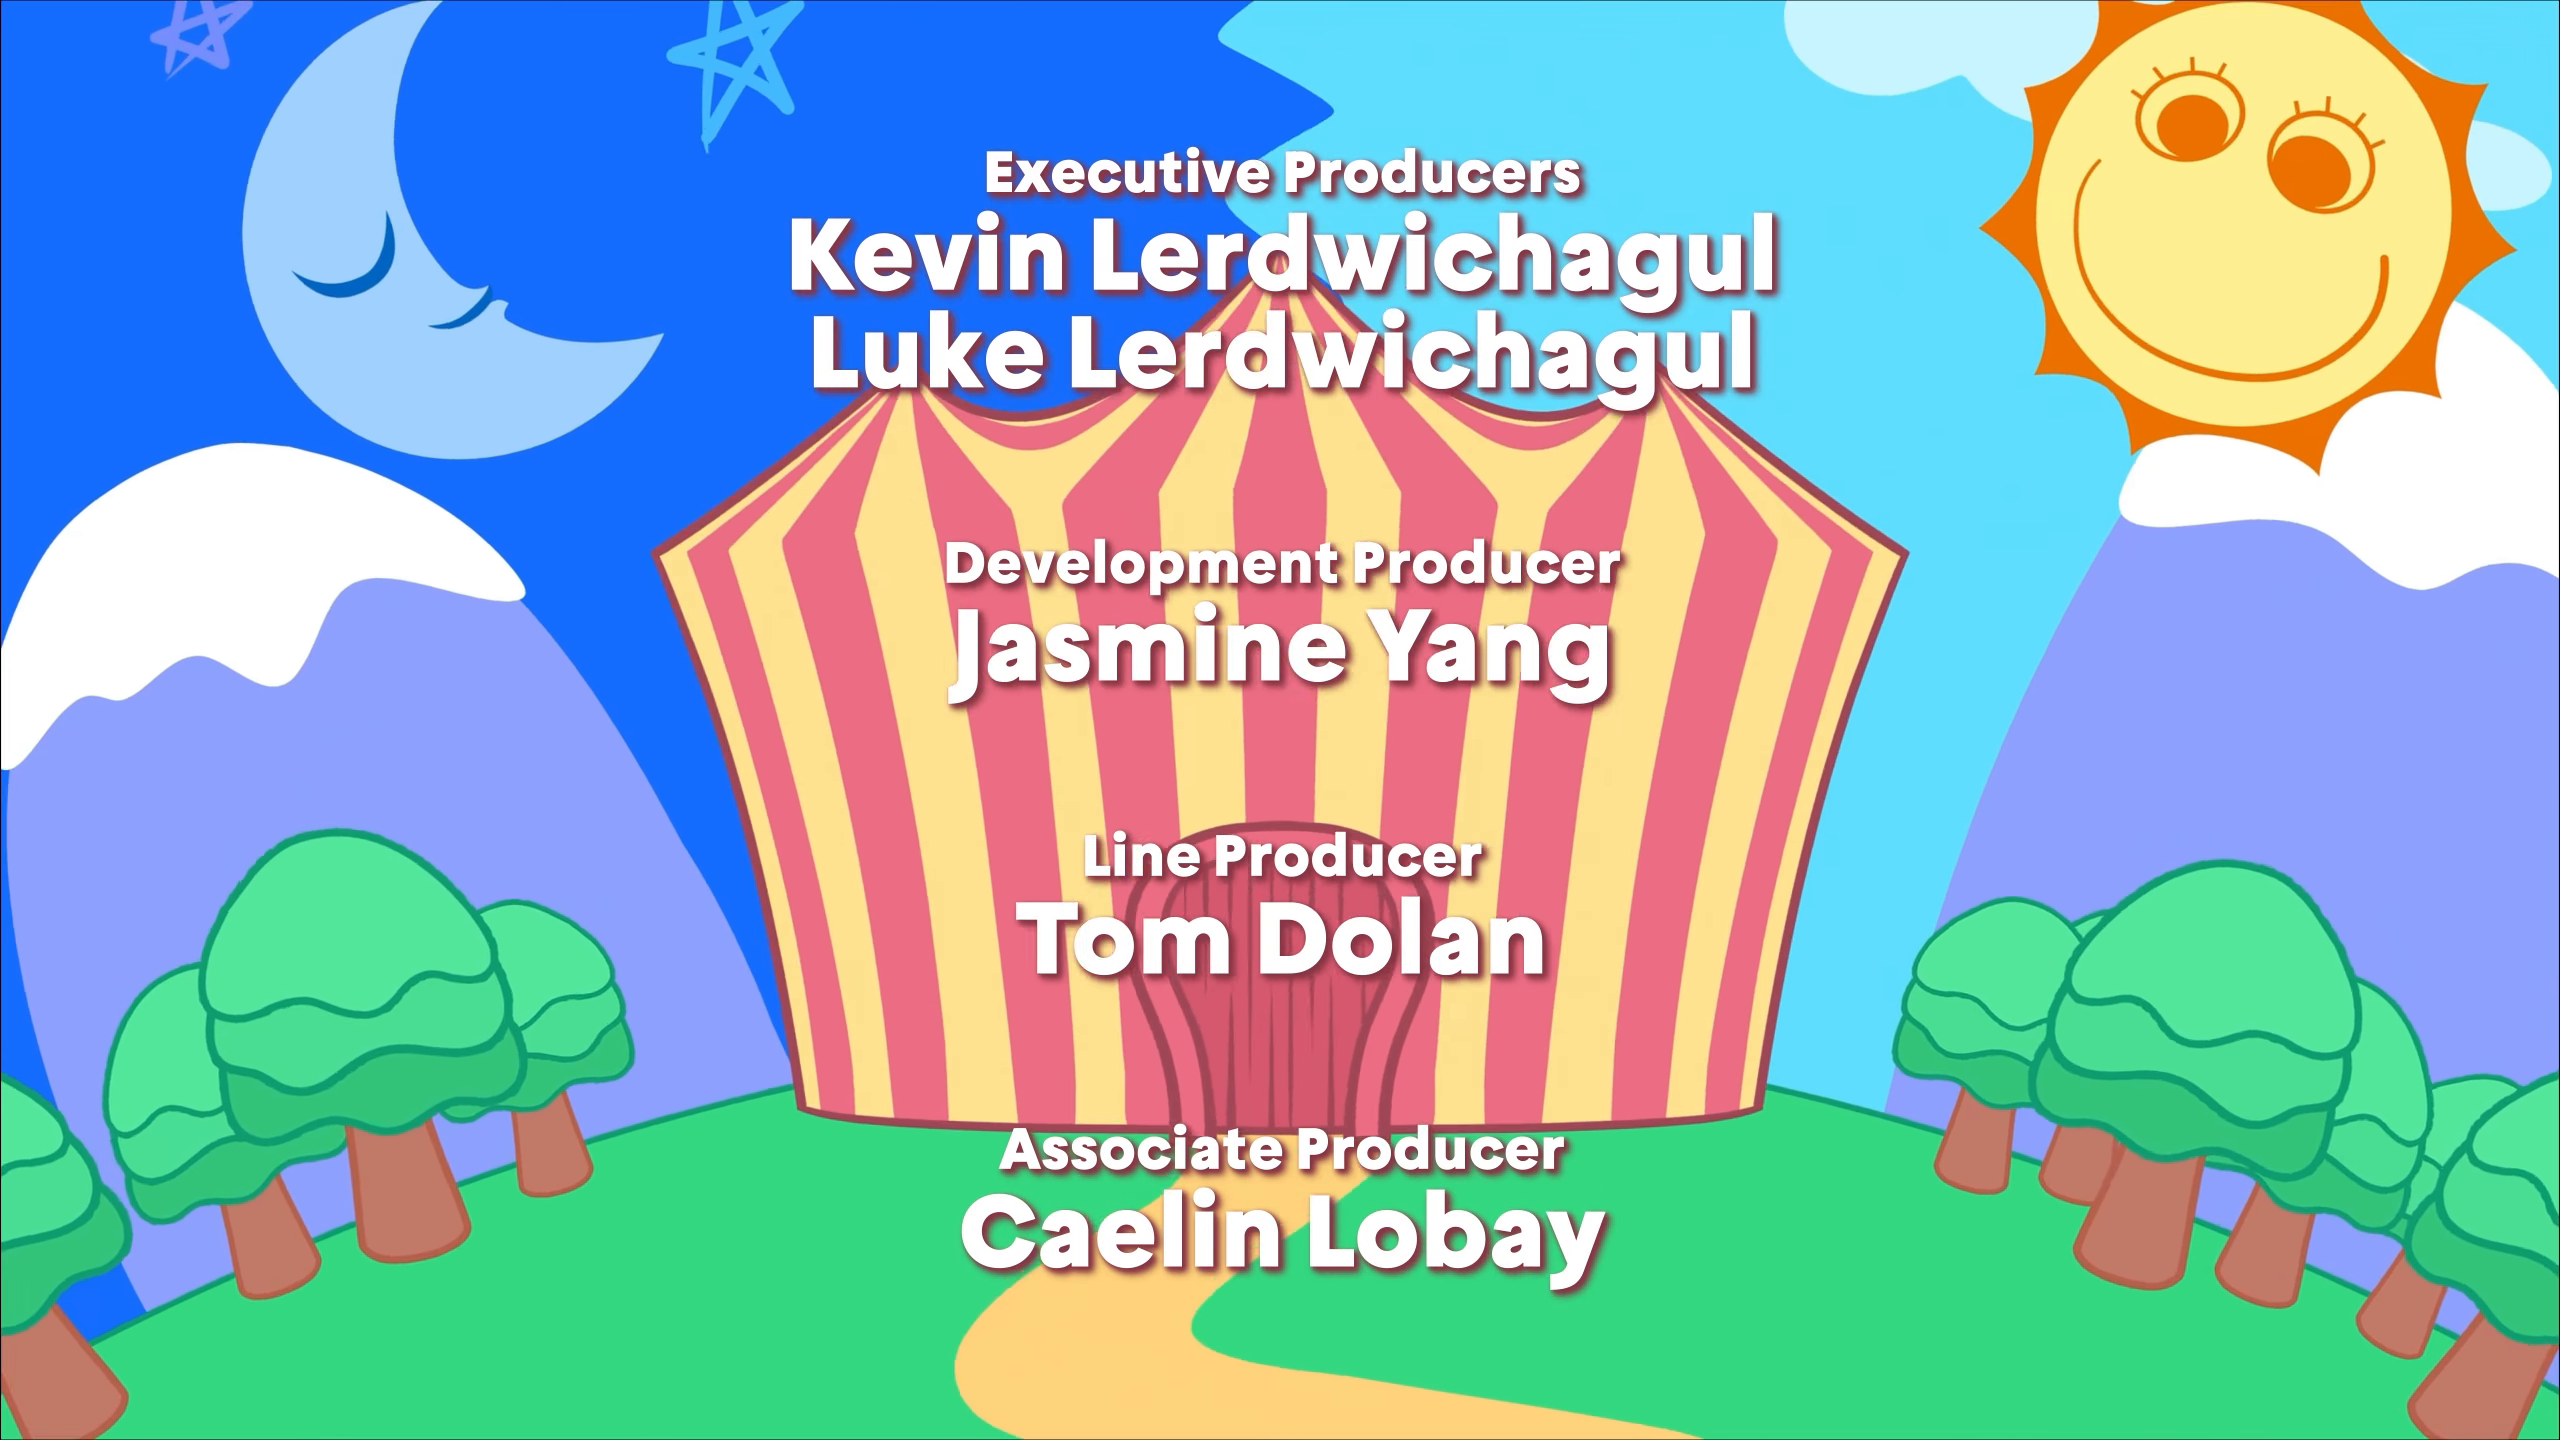 Executive Producers
Kevin Lerdwichagul
Luke Lerdwichagul
Development Producer
Jasmine Yang
Line Producer
Tom Dolan
Associate Producer
Caelin Lobay